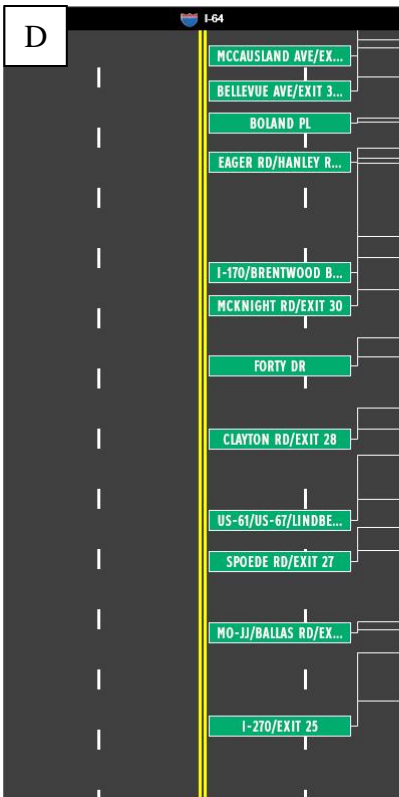 D
I-64
MCCAUSLAND AVE/EX...
BELLEVUE AVE/EXIT 3...
BOLAND PL
EAGER RD/HANLEY R...
I-170/BRENTWOOD B...
MCKNIGHT RD/EXIT 30
FORTY DR
CLAYTON RD/EXIT 28
US-61/US-67/LINDBE...
SPOEDE RD/EXIT 27
MO-JJ/BALLAS RD/EX...
I-270/EXIT 25